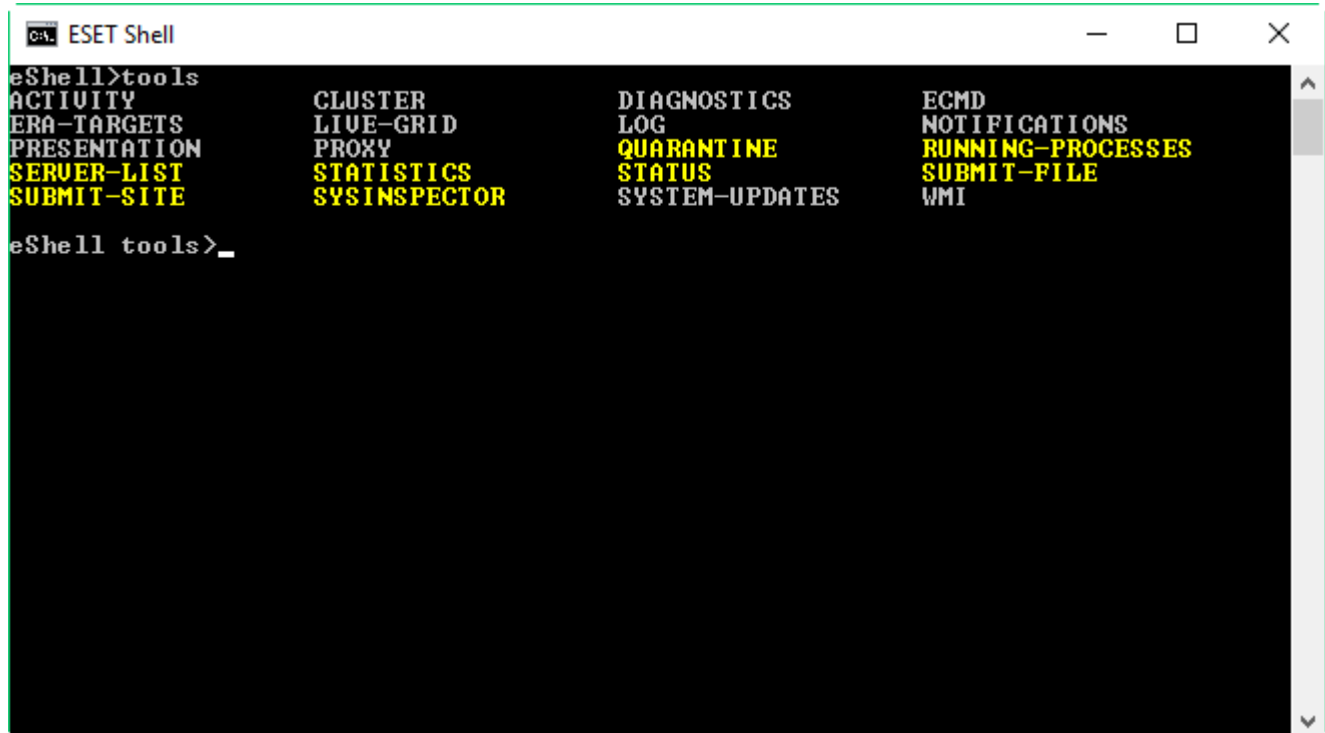 ESET Shell
eShell>tools
ACTIVITY CLUSTER DIAGNOSTICS ECMD
ERA-TARGETS LIVE-GRID LOG NOTIFICATIONS
PRESENTATION PROXY QUARANTINE RUNNING-PROCESSES
SERVER-LIST STATISTICS STATUS SUBMIT-FILE
SUBMIT-SITE SYSINSPECTOR SYSTEM-UPDATES WMI
eShell tools>_